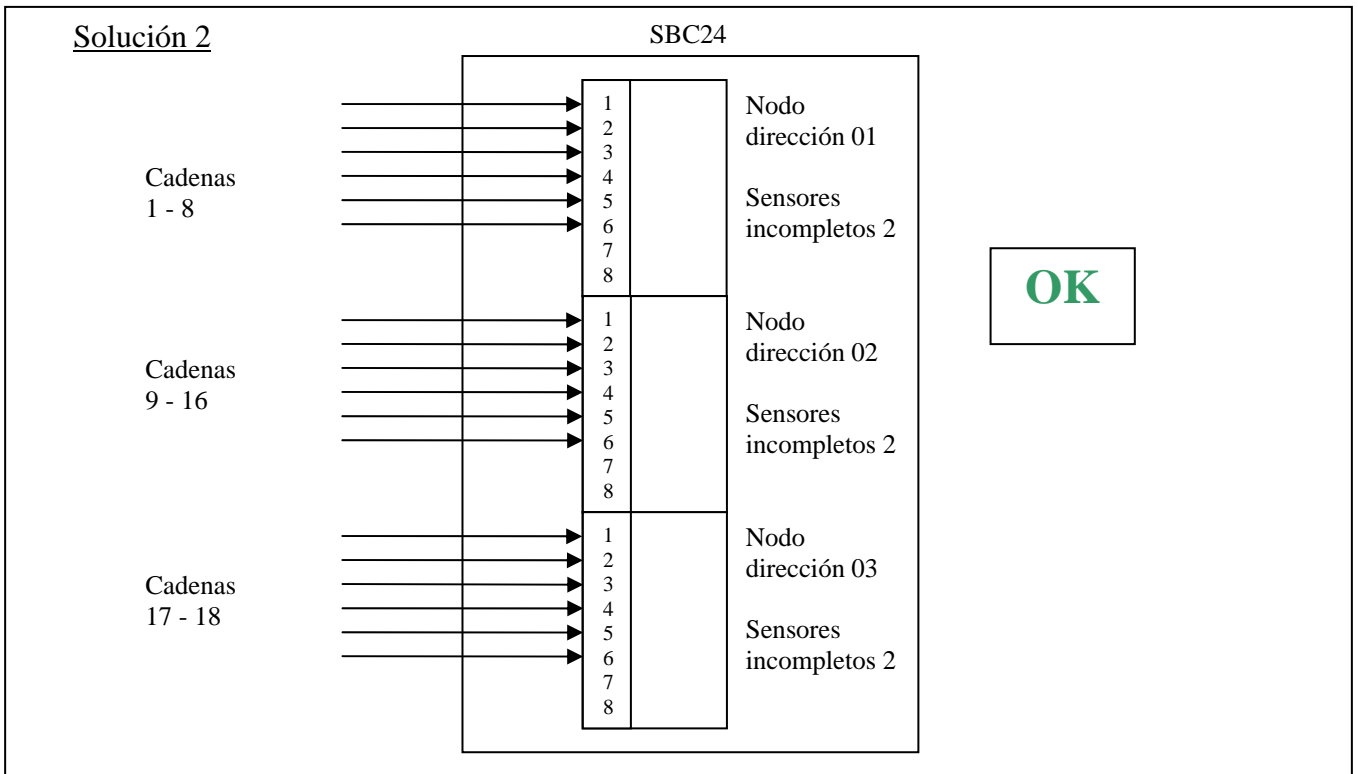 Solución 2
SBC24
Cadenas
1 - 8
1
2
3
4
5
6
7
8
Nodo
dirección 01
Sensores
incompletos 2
OK
Cadenas
9 - 16
1
2
3
4
5
6
7
8
Nodo
dirección 02
Sensores
incompletos 2
Cadenas
17 - 18
1
2
3
4
5
6
7
8
Nodo
dirección 03
Sensores
incompletos 2